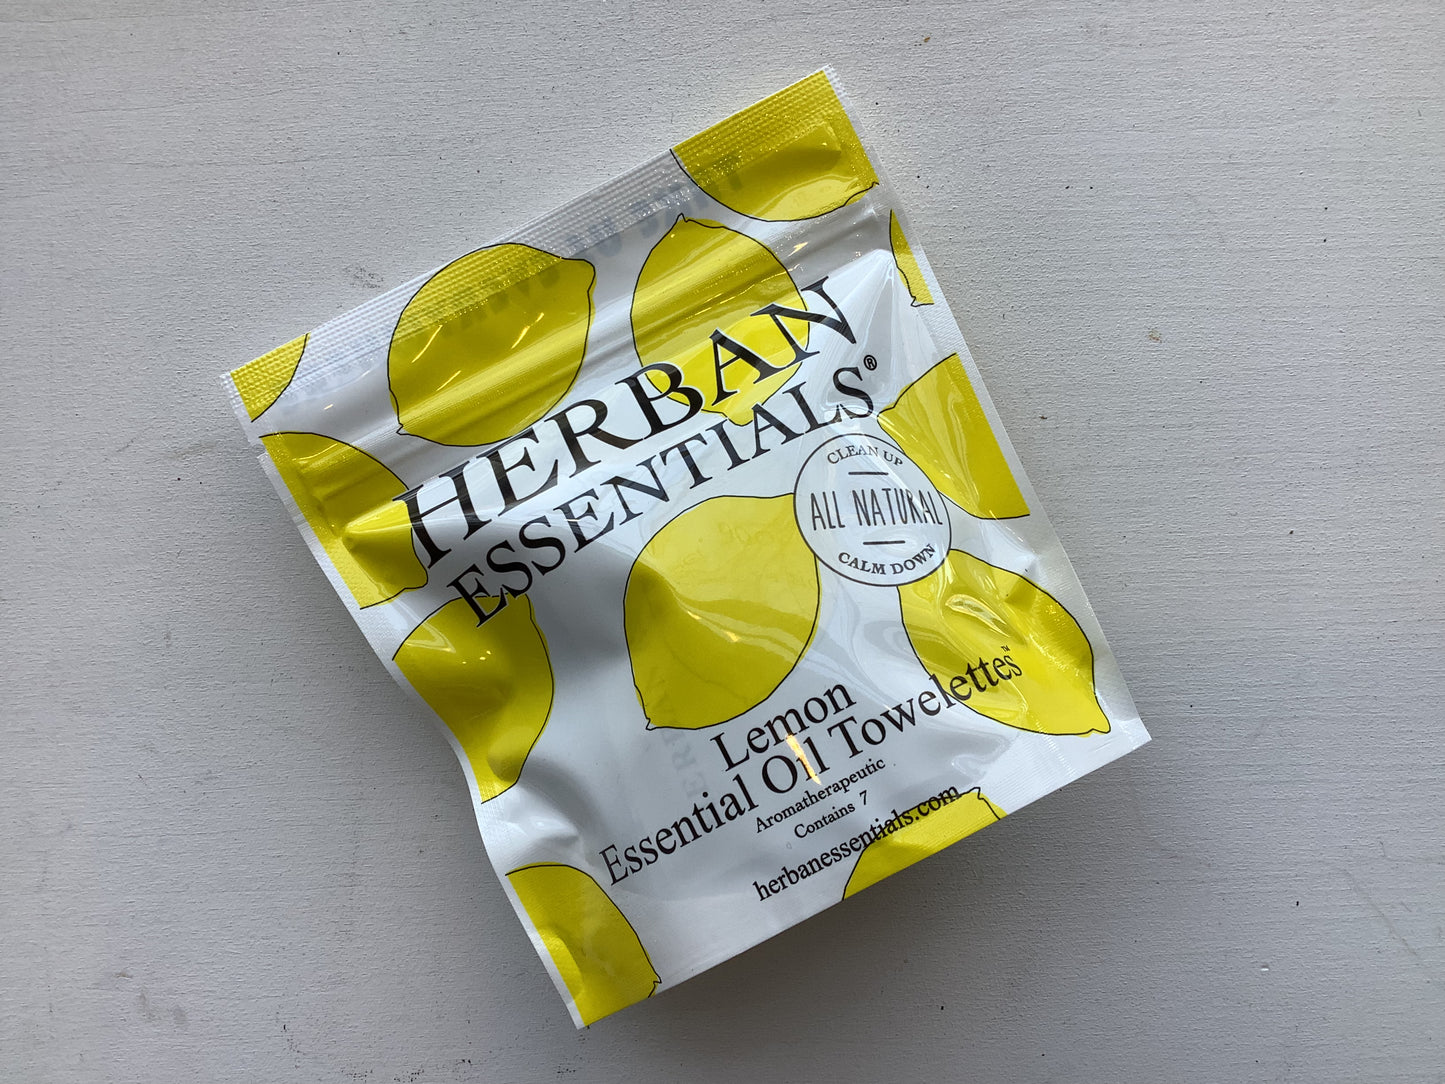 HERBAN
ESSENTIALS®
CLEAN UP
ALL NATURAL
CALM DOWN
Lemon
Essential Oil Towelettes™
Aromatherapeutic
Contains 7
herbanessentials.com